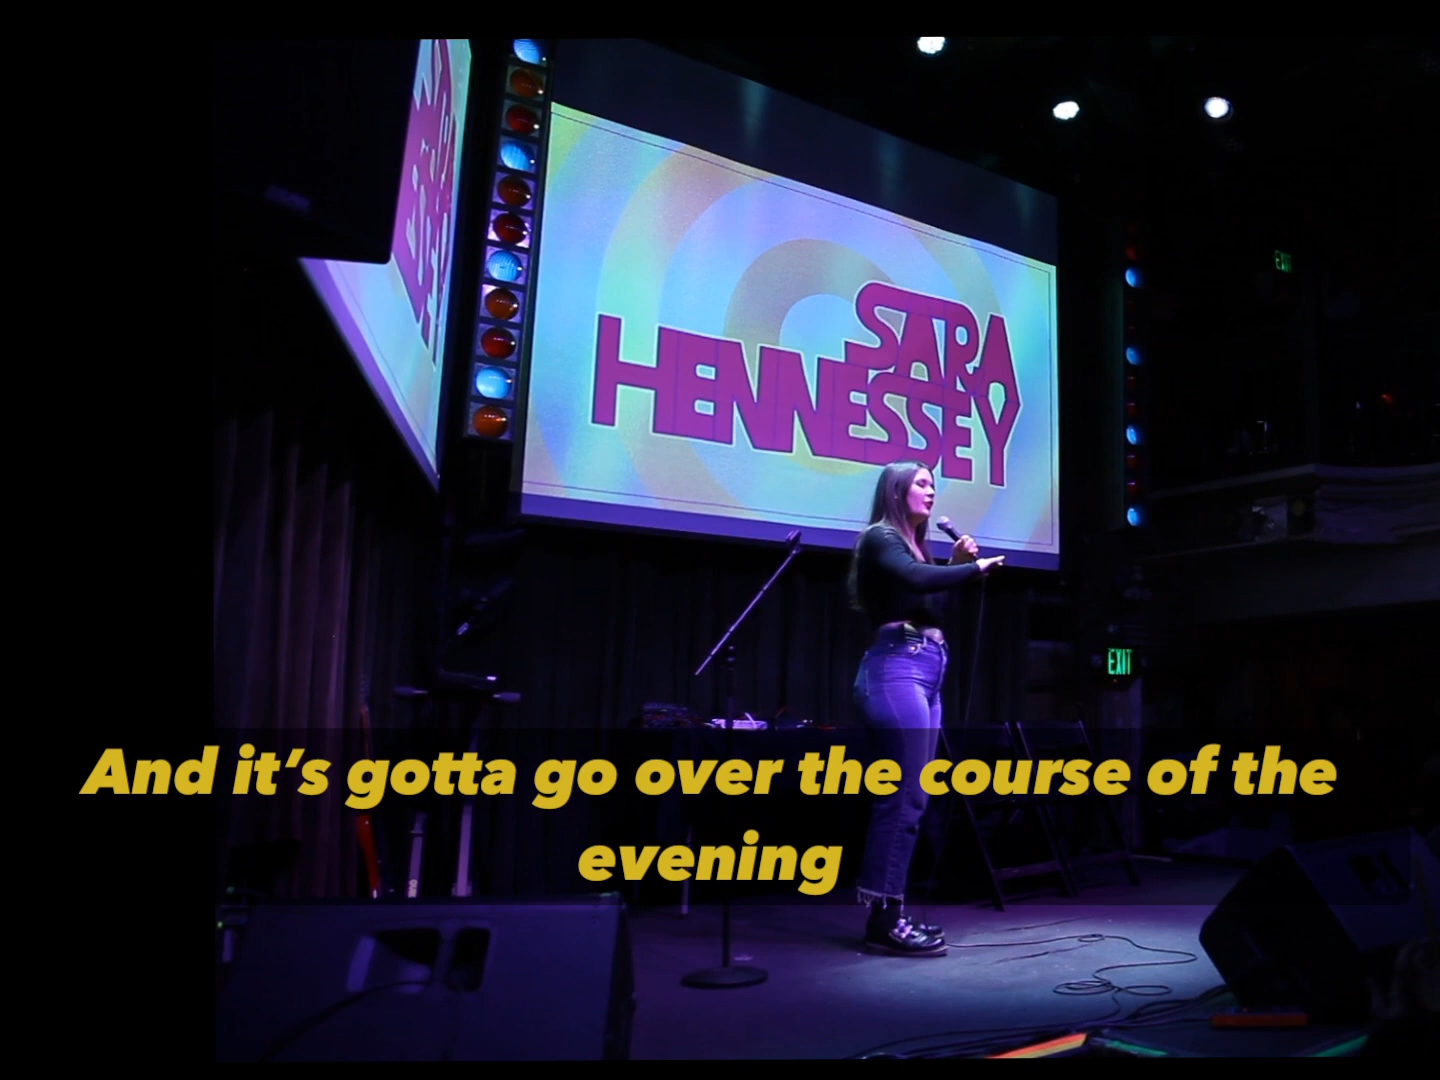 SARA
HENNESSEY
EXIT
EXIT
And it's gotta go over the course of the
evening